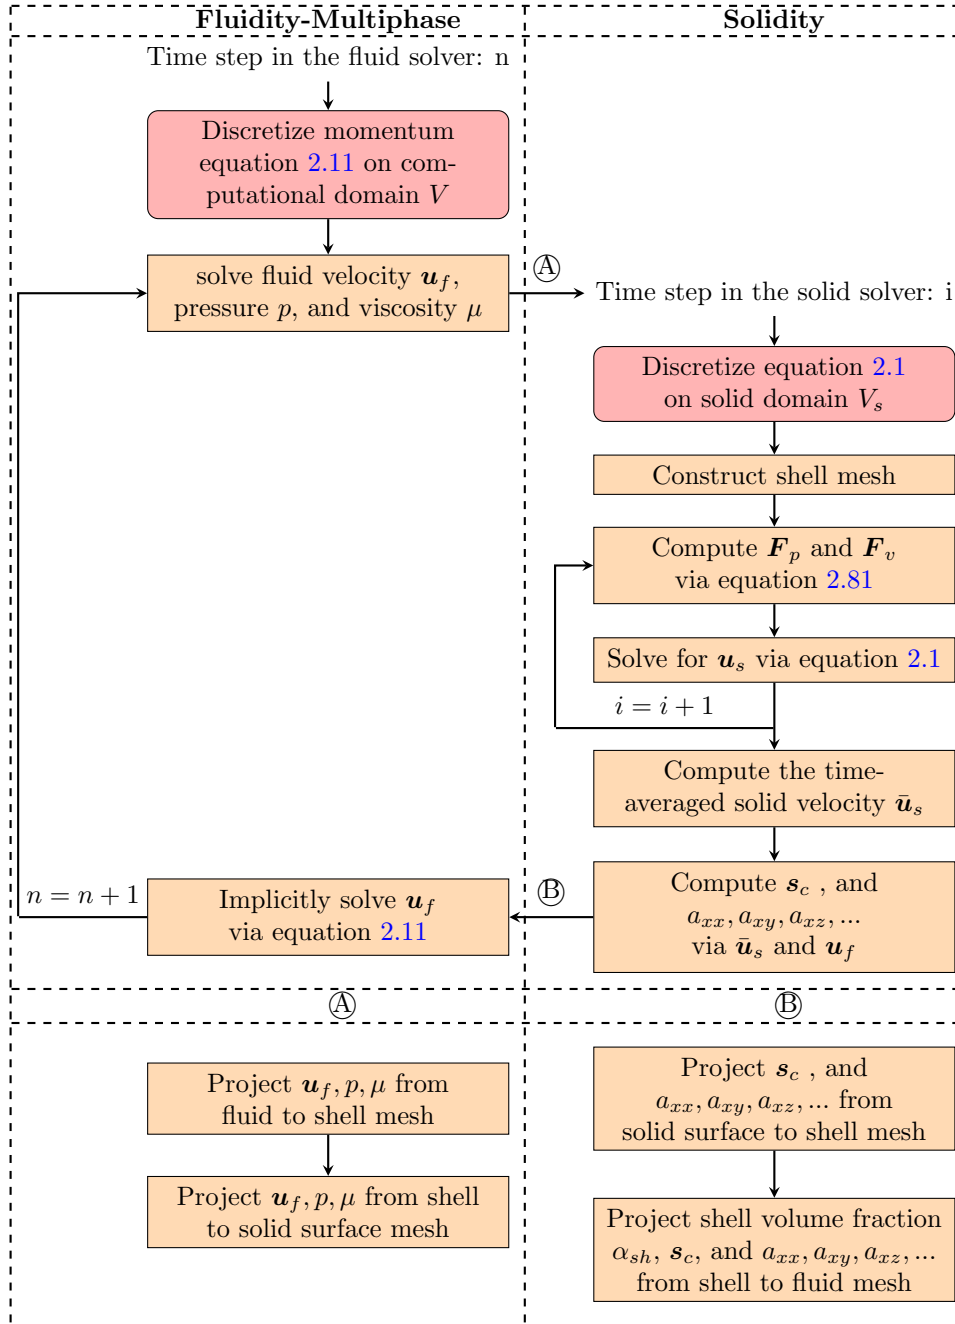 Fluidity-Multiphase
Solidity
Time step in the fluid solver: n
Discretize momentum
equation 2.11 on com-
putational domain V
solve fluid velocity u_f,
pressure p, and viscosity μ
A
Time step in the solid solver: i
Discretize equation 2.1
on solid domain V_s
Construct shell mesh
Compute F_p and F_v
via equation 2.81
Solve for u_s via equation 2.1
i = i + 1
Compute the time-
averaged solid velocity ū_s
Compute s_c , and
a_xx, a_xy, a_xz, ...
via ū_s and u_f
B
Implicitly solve u_f
via equation 2.11
n = n + 1
A
B
Project u_f, p, μ from
fluid to shell mesh
Project u_f, p, μ from shell
to solid surface mesh
Project s_c , and
a_xx, a_xy, a_xz, ... from
solid surface to shell mesh
Project shell volume fraction
α_sh, s_c, and a_xx, a_xy, a_xz, ...
from shell to fluid mesh